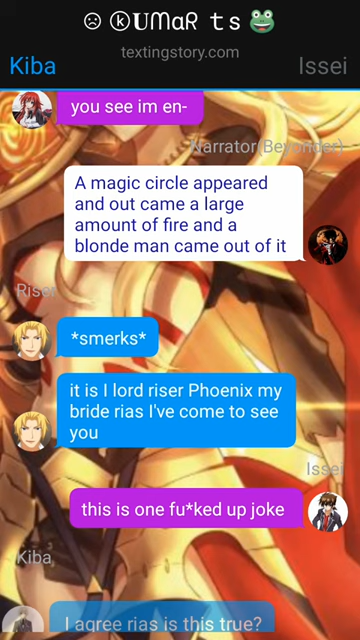 ☹ ⓚ𝐔ᑎᗰᗩᖇ t s 🐸
textingstory.com
Kiba
Issei
you see im en-
Narrator(Beyonder)
A magic circle appeared
and out came a large
amount of fire and a
blonde man came out of it
Riser
*smerks*
it is I lord riser Phoenix my
bride rias I've come to see
you
Issei
this is one fu*ked up joke
Kiba
I agree rias is this true?